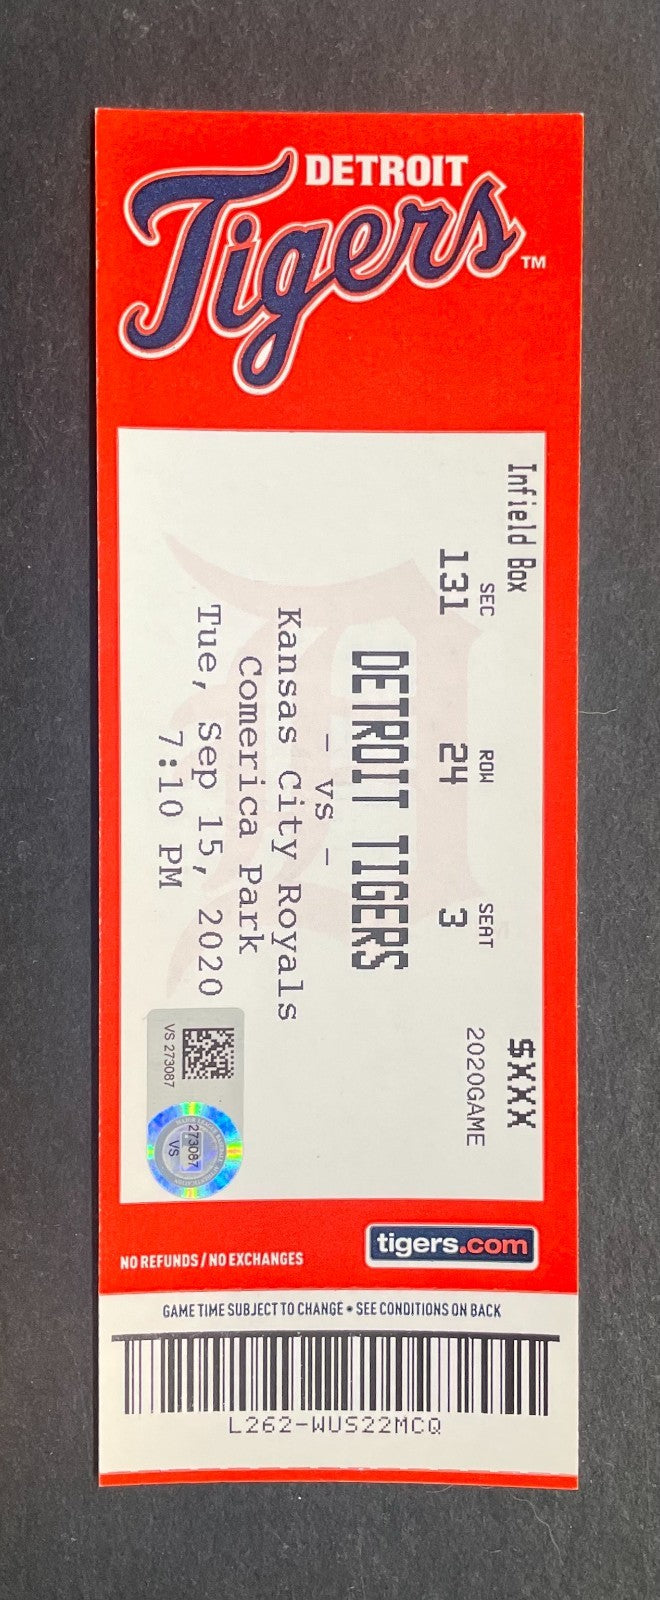 DETROIT
Tigers™
Infield Box
$XXX
SEC ROW SEAT
131 24 3
2020GAME
DETROIT TIGERS
- vs -
Kansas City Royals
Comerica Park
Tue, Sep 15, 2020
7:10 PM
VS 273087
273087
VS
NO REFUNDS / NO EXCHANGES
tigers.com
GAME TIME SUBJECT TO CHANGE • SEE CONDITIONS ON BACK
L262-WUS22MCQ